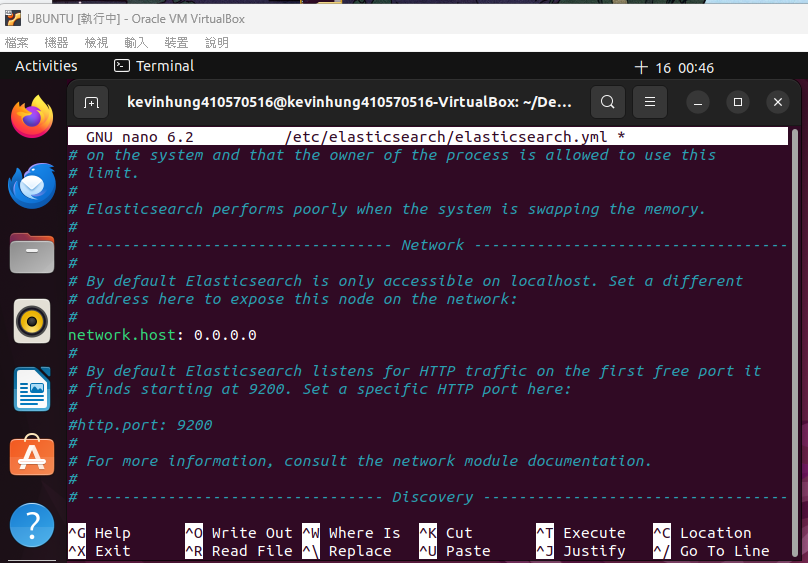 UBUNTU [執行中] - Oracle VM VirtualBox
檔案 機器 檢視 輸入 裝置 說明
Activities Terminal 16 00:46
kevinhung410570516@kevinhung410570516-VirtualBox: ~/De...
GNU nano 6.2 /etc/elasticsearch/elasticsearch.yml *
# on the system and that the owner of the process is allowed to use this
# limit.
#
# Elasticsearch performs poorly when the system is swapping the memory.
#
# ---------------------------------- Network -----------------------------------
#
# By default Elasticsearch is only accessible on localhost. Set a different
# address here to expose this node on the network:
#
network.host: 0.0.0.0
#
# By default Elasticsearch listens for HTTP traffic on the first free port it
# finds starting at 9200. Set a specific HTTP port here:
#
#http.port: 9200
#
# For more information, consult the network module documentation.
#
# --------------------------------- Discovery ----------------------------------
^G Help ^O Write Out ^W Where Is ^K Cut ^T Execute ^C Location
^X Exit ^R Read File ^\ Replace ^U Paste ^J Justify ^/ Go To Line